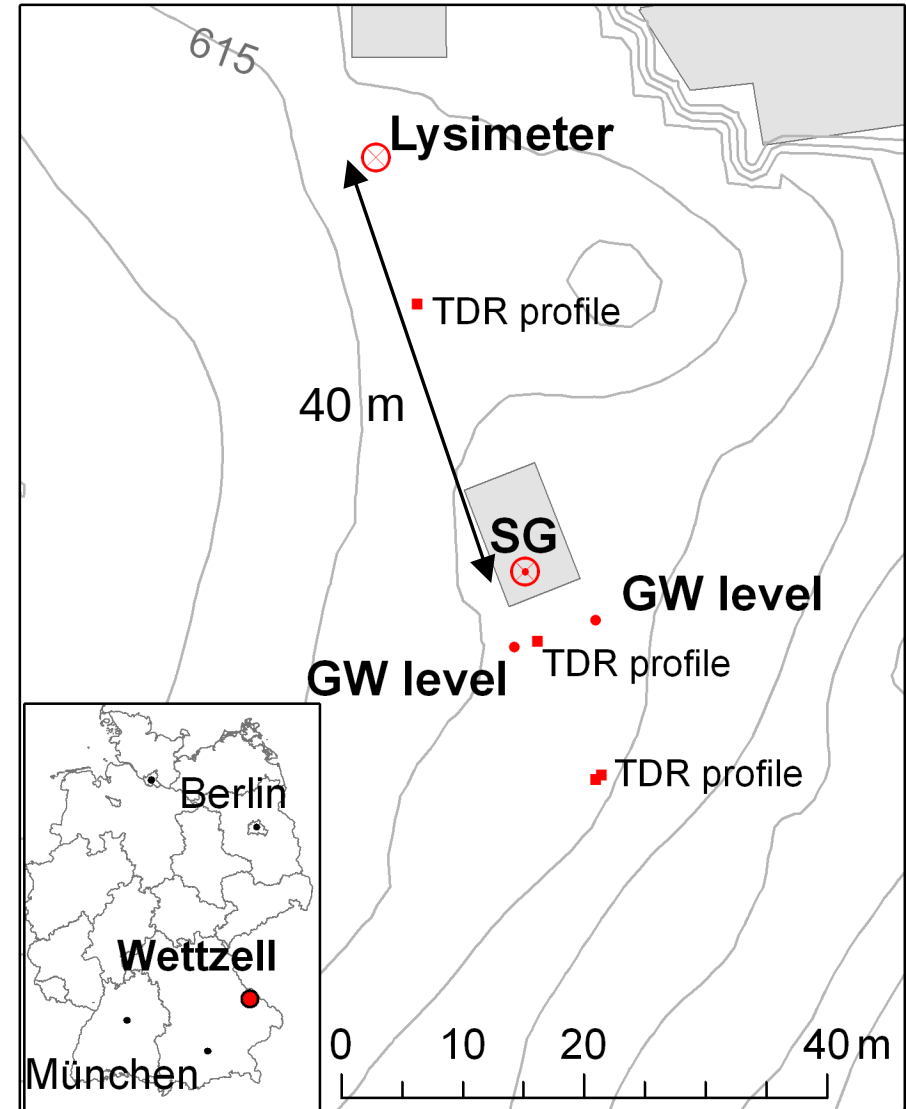 615
Lysimeter
TDR profile
40 m
SG
GW level
TDR profile
GW level
TDR profile
Berlin
Wettzell
München
0 10 20 40 m